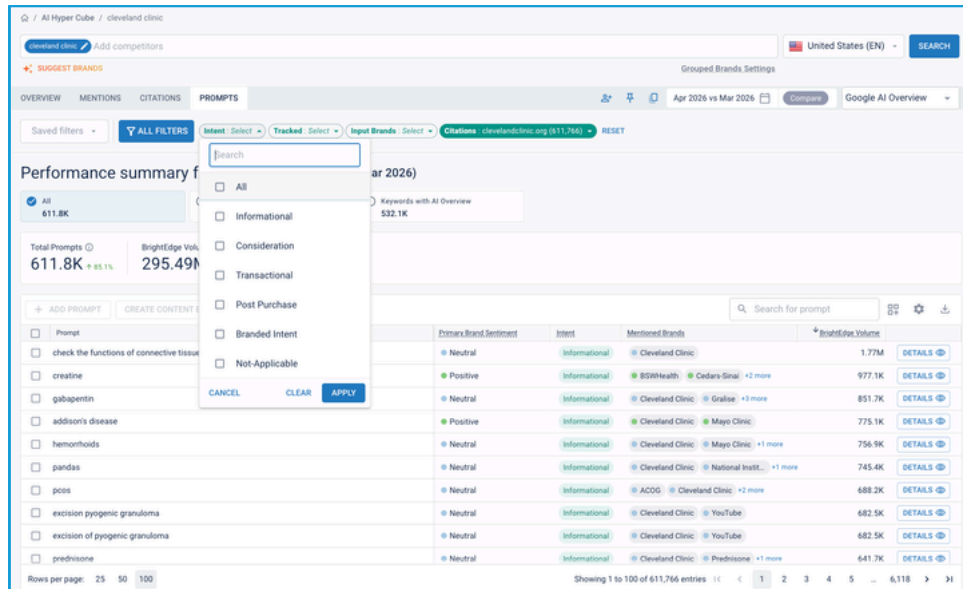 / AI Hyper Cube / cleveland clinic
cleveland clinic Add competitors
United States (EN)
SEARCH
SUGGEST BRANDS
Grouped Brands Settings
OVERVIEW MENTIONS CITATIONS PROMPTS
Apr 2026 vs Mar 2026 Compare Google AI Overview
Saved filters ALL FILTERS Intent : Select Tracked : Select Input Brands : Select Citations : clevelandclinic.org (611,766) RESET
Search
Performance summary f
ar 2026)
All
All
611.8K
Keywords with AI Overview
532.1K
Informational
Consideration
Total Prompts
BrightEdge Volu
611.8K 85.1%
295.49M
Transactional
Post Purchase
+ ADD PROMPT CREATE CONTENT
Search for prompt
Branded Intent
Prompt Primary Brand Sentiment Intent Mentioned Brands BrightEdge Volume
check the functions of connective tissue Neutral Informational Cleveland Clinic 1.77M DETAILS
Not-Applicable
creatine Positive Informational BSWHealth Cedars-Sinai +2 more 977.1K DETAILS
CANCEL CLEAR APPLY
gabapentin Neutral Informational Cleveland Clinic Gralise +3 more 851.7K DETAILS
addison's disease Positive Informational Cleveland Clinic Mayo Clinic 775.1K DETAILS
hemorrhoids Neutral Informational Cleveland Clinic Mayo Clinic +1 more 756.9K DETAILS
pandas Neutral Informational Cleveland Clinic National Instit... +1 more 745.4K DETAILS
pcos Neutral Informational ACOG Cleveland Clinic +2 more 688.2K DETAILS
excision pyogenic granuloma Neutral Informational Cleveland Clinic YouTube 682.5K DETAILS
excision of pyogenic granuloma Neutral Informational Cleveland Clinic YouTube 682.5K DETAILS
prednisone Neutral Informational Cleveland Clinic Prednisone +1 more 641.7K DETAILS
Rows per page: 25 50 100
Showing 1 to 100 of 611,766 entries 1 2 3 4 5 ... 6,118